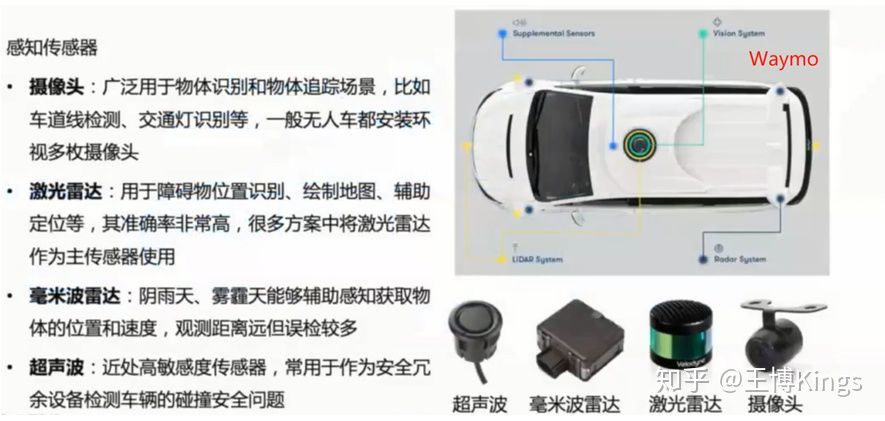 感知传感器
• 摄像头：广泛用于物体识别和物体追踪场景，比如
车道线检测、交通灯识别等，一般无人车都安装环
视多枚摄像头
• 激光雷达：用于障碍物位置识别、绘制地图、辅助
定位等，其准确率非常高，很多方案中将激光雷达
作为主传感器使用
• 毫米波雷达：阴雨天、雾霾天能够辅助感知获取物
体的位置和速度，观测距离远但误检较多
• 超声波：近处高敏感度传感器，常用于作为安全冗
余设备检测车辆的碰撞安全问题
Supplemental Sensors
Vision System
Waymo
LiDAR System
Radar System
Velodyne
知乎 @王博Kings
超声波 毫米波雷达 激光雷达 摄像头